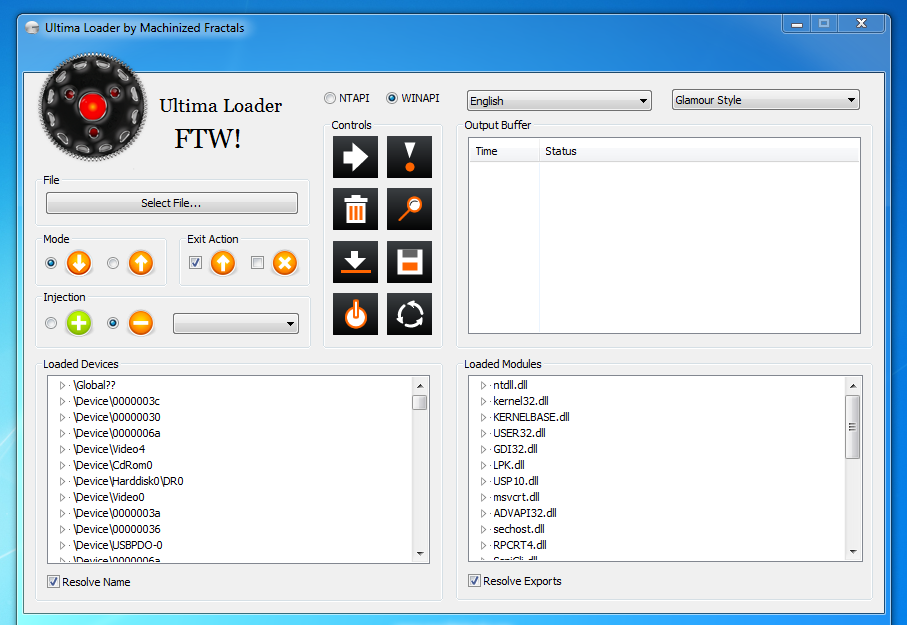 Ultima Loader by Machinized Fractals
Ultima Loader
FTW!
NTAPI
WINAPI
English
Glamour Style
Controls
Output Buffer
Time
Status
File
Select File...
Mode
Exit Action
Injection
Loaded Devices
\Global??
\Device\0000003c
\Device\00000030
\Device\0000006a
\Device\Video4
\Device\CdRom0
\Device\Harddisk0\DR0
\Device\Video0
\Device\0000003a
\Device\00000036
\Device\USBPDO-0
\Device\0000006a
Resolve Name
Loaded Modules
ntdll.dll
kernel32.dll
KERNELBASE.dll
USER32.dll
GDI32.dll
LPK.dll
USP10.dll
msvcrt.dll
ADVAPI32.dll
sechost.dll
RPCRT4.dll
Resolve Exports